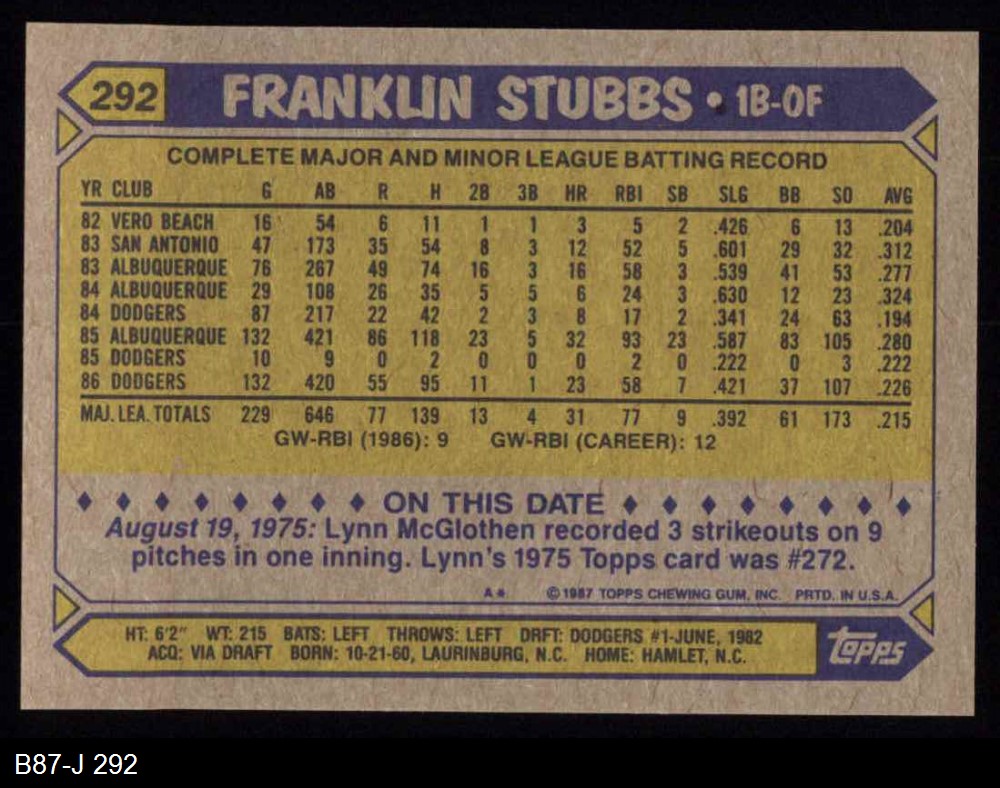 292 FRANKLIN STUBBS • 1B-OF
COMPLETE MAJOR AND MINOR LEAGUE BATTING RECORD
YR CLUB G AB R H 2B 3B HR RBI SB SLG BB SO AVG
82 VERO BEACH 16 54 6 11 1 1 3 5 2 .426 6 13 .204
83 SAN ANTONIO 47 173 35 54 8 3 12 52 5 .601 29 32 .312
83 ALBUQUERQUE 76 267 49 74 16 3 16 58 3 .539 41 53 .277
84 ALBUQUERQUE 29 108 26 35 5 5 6 24 3 .630 12 23 .324
84 DODGERS 87 217 22 42 2 3 8 17 2 .341 24 63 .194
85 ALBUQUERQUE 132 421 86 118 23 5 32 93 23 .587 83 105 .280
85 DODGERS 10 9 0 2 0 0 0 2 0 .222 0 3 .222
86 DODGERS 132 420 55 95 11 1 23 58 7 .421 37 107 .226
MAJ. LEA. TOTALS 229 646 77 139 13 4 31 77 9 .392 61 173 .215
GW-RBI (1986): 9 GW-RBI (CAREER): 12
ON THIS DATE
August 19, 1975: Lynn McGlothen recorded 3 strikeouts on 9
pitches in one inning. Lynn's 1975 Topps card was #272.
A* ©1987 TOPPS CHEWING GUM, INC. PRTD. IN U.S.A.
HT: 6'2" WT: 215 BATS: LEFT THROWS: LEFT DRFT: DODGERS #1-JUNE, 1982
ACQ: VIA DRAFT BORN: 10-21-60, LAURINBURG, N.C. HOME: HAMLET, N.C.
topps
B87-J 292